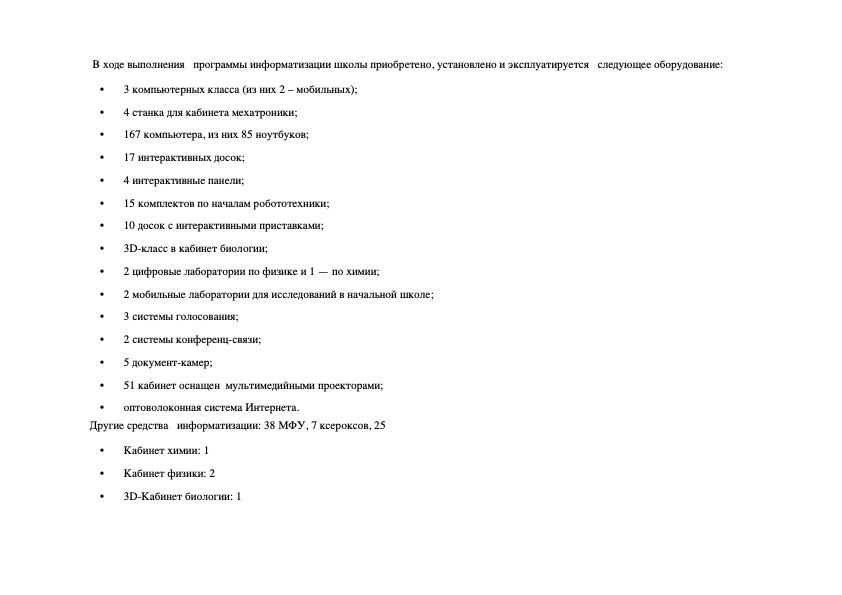 В ходе выполнения программы информатизации школы приобретено, установлено и эксплуатируется следующее оборудование:
• 3 компьютерных класса (из них 2 – мобильных);
• 4 станка для кабинета мехатроники;
• 167 компьютера, из них 85 ноутбуков;
• 17 интерактивных досок;
• 4 интерактивные панели;
• 15 комплектов по началам робототехники;
• 10 досок с интерактивными приставками;
• 3D-класс в кабинет биологии;
• 2 цифровые лаборатории по физике и 1 — по химии;
• 2 мобильные лаборатории для исследований в начальной школе;
• 3 системы голосования;
• 2 системы конференц-связи;
• 5 документ-камер;
• 51 кабинет оснащен мультимедийными проекторами;
• оптоволоконная система Интернета.
Другие средства информатизации: 38 МФУ, 7 ксероксов, 25
• Кабинет химии: 1
• Кабинет физики: 2
• 3D-Кабинет биологии: 1